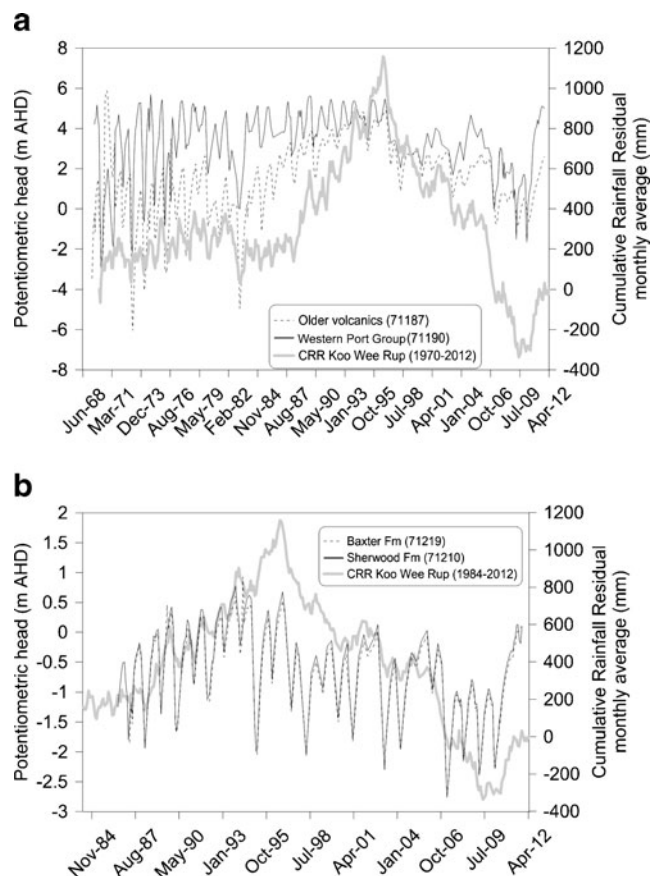 a
Potentiometric head (m AHD)
8
6
4
2
0
-2
-4
-6
-8
1200
1000
800
600
400
200
0
-200
-400
Cumulative Rainfall Residual
monthly average (mm)
Older volcanics (71187)
Western Port Group (71190)
CRR Koo Wee Rup (1970-2012)
Jun-68
Mar-71
Dec-73
Aug-76
May-79
Feb-82
Nov-84
Aug-87
May-90
Jan-93
Oct-95
Jul-98
Apr-01
Jan-04
Oct-06
Jul-09
Apr-12
b
Potentiometric head (m AHD)
2
1.5
1
0.5
0
-0.5
-1
-1.5
-2
-2.5
-3
1200
1000
800
600
400
200
0
-200
-400
Cumulative Rainfall Residual
monthly average (mm)
Baxter Fm (71219)
Sherwood Fm (71210)
CRR Koo Wee Rup (1984-2012)
Nov-84
Aug-87
May-90
Jan-93
Oct-95
Jul-98
Apr-01
Jan-04
Oct-06
Jul-09
Apr-12